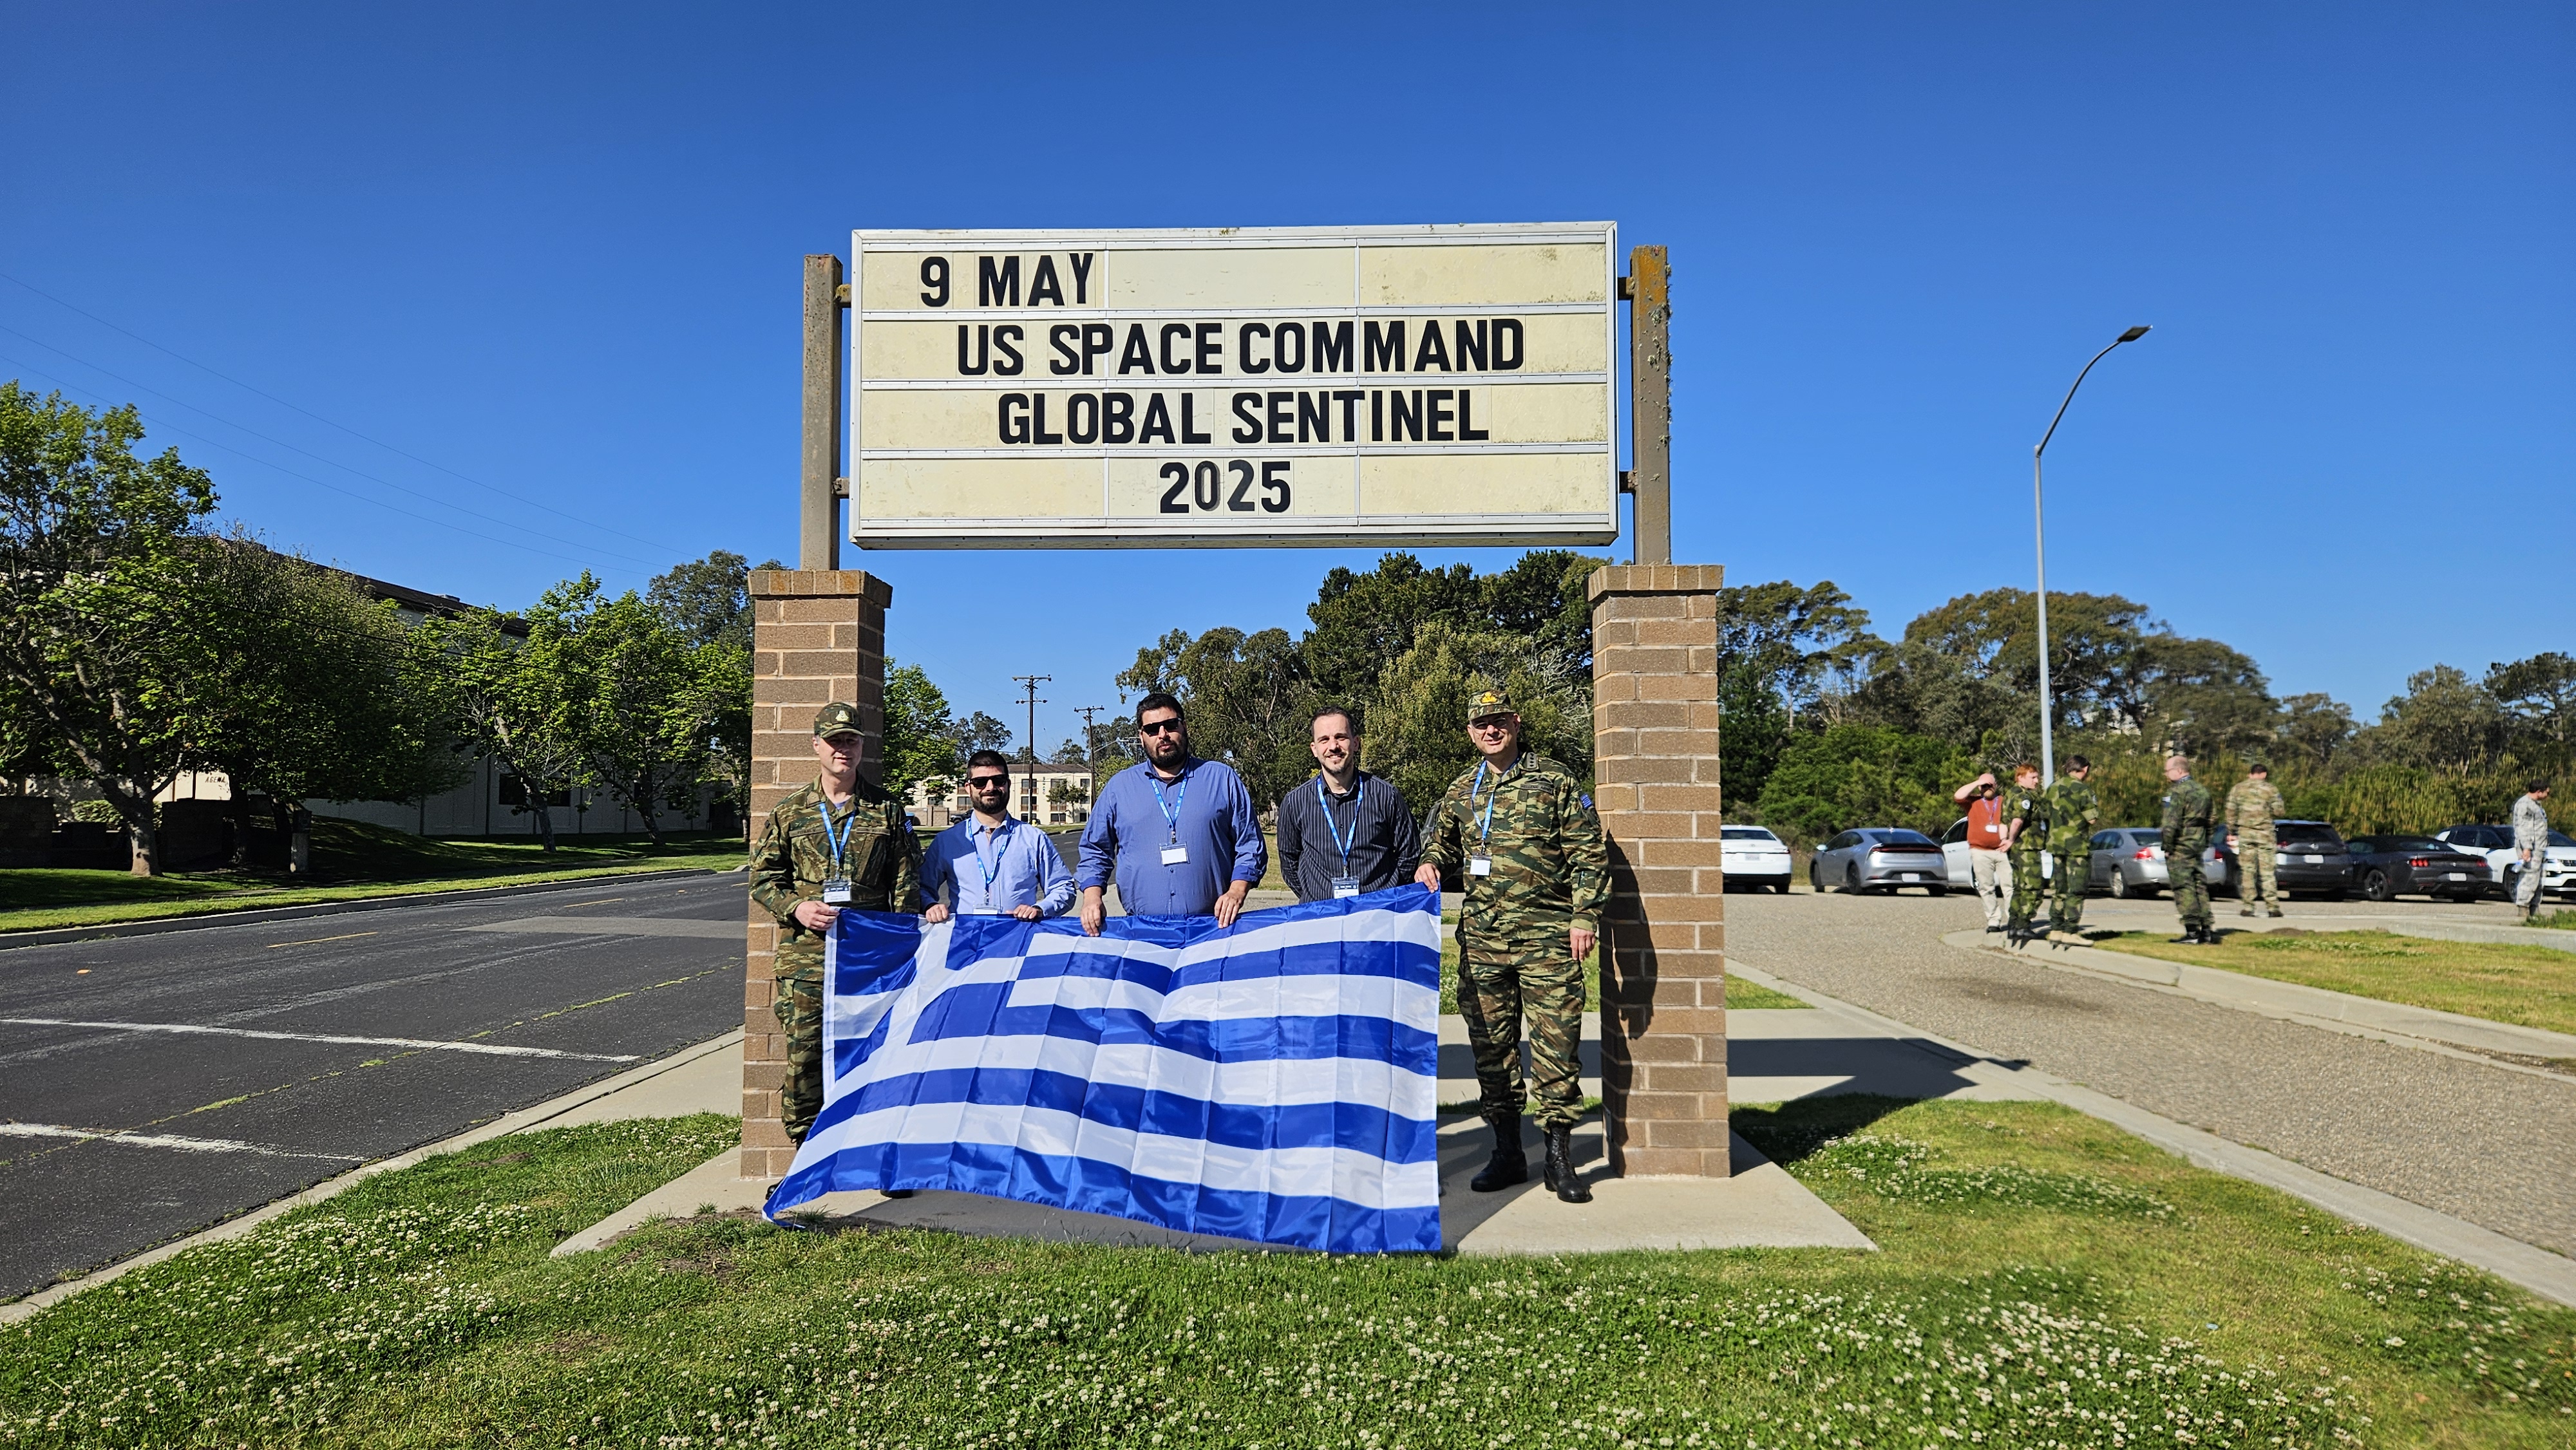 9 MAY
US SPACE COMMAND
GLOBAL SENTINEL
2025